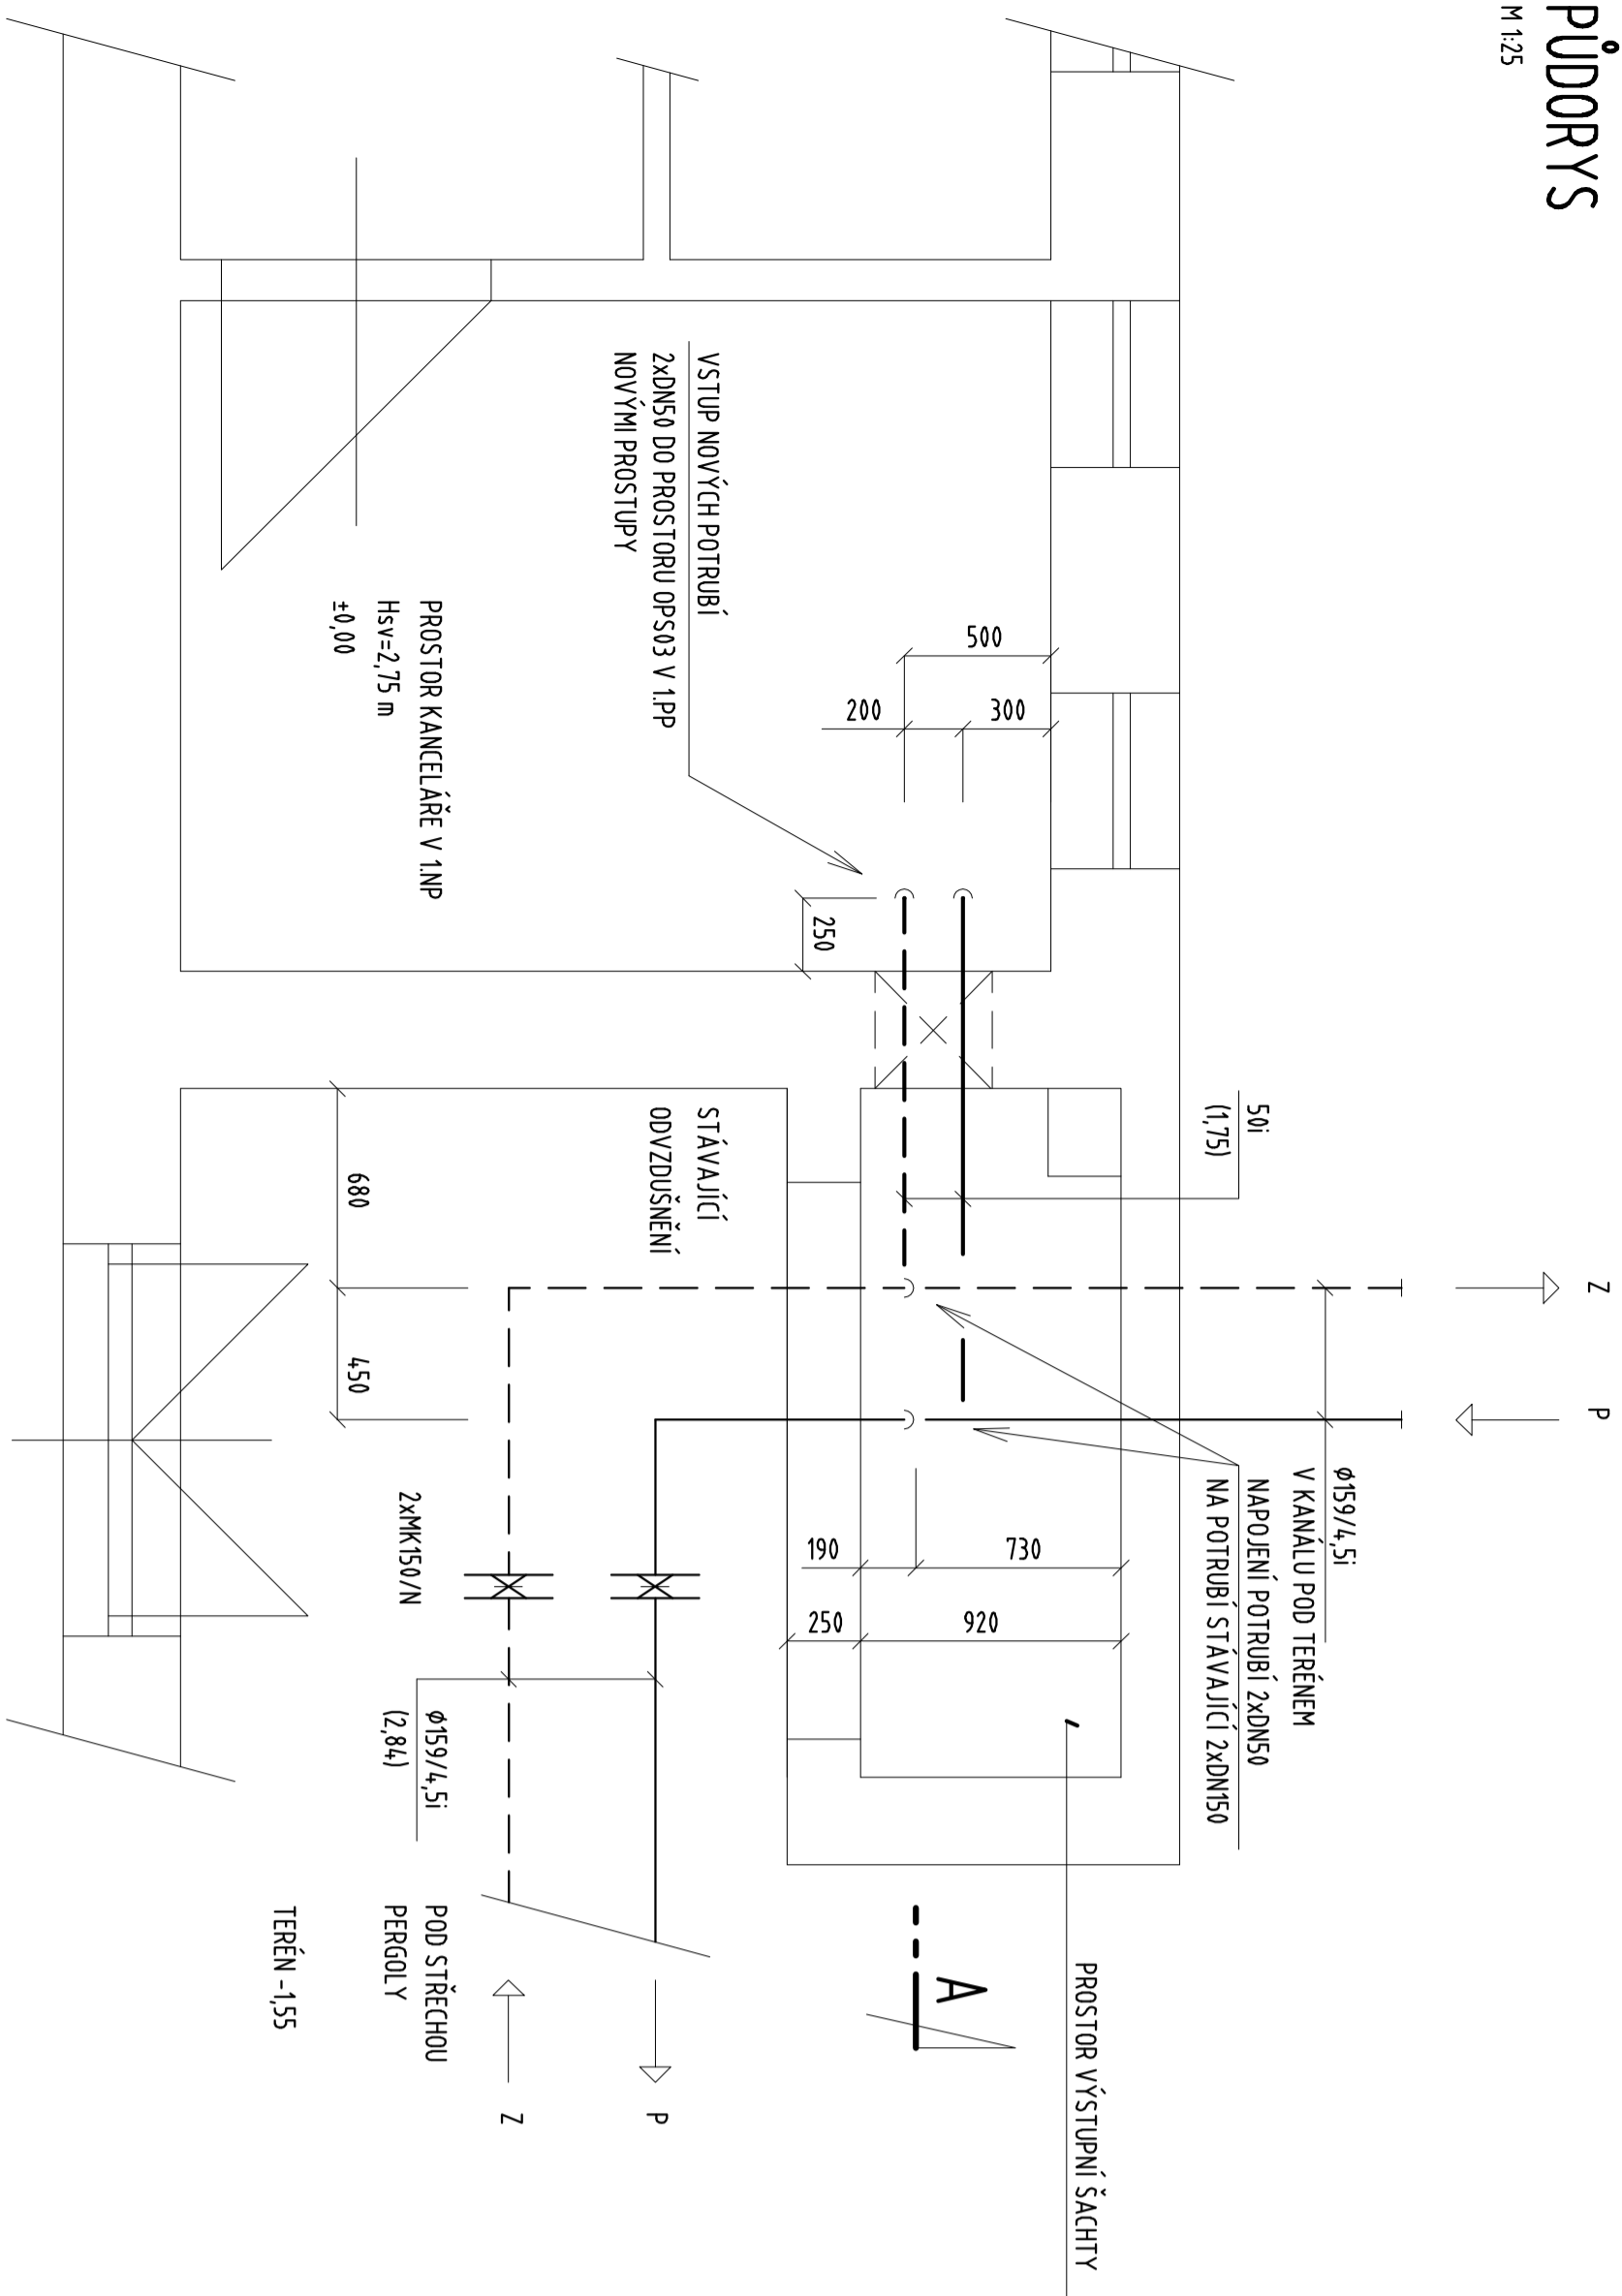 PŮDORYS
M 1:25
Z
P
Ø159/4,5i
V KANÁLU POD TERÉNEM
NAPOJENÍ POTRUBÍ 2xDN50
NA POTRUBÍ STÁVAJÍCÍ 2xDN150
50i
(1,75)
PROSTOR VÝSTUPNÍ ŠACHTY
500
300
200
730
190
920
250
A
250
VSTUP NOVÝCH POTRUBÍ
2xDN50 DO PROSTORU OPS03 V 1.PP
NOVÝMI PROSTUPY
STÁVAJÍCÍ
ODVZDUŠNĚNÍ
P
Z
PROSTOR KANCELÁŘE V 1.NP
Hsv=2,75 m
±0,00
680
450
2xMK150/N
Ø159/4,5i
(2,84)
POD STŘECHOU
PERGOLY
TERÉN -1,55